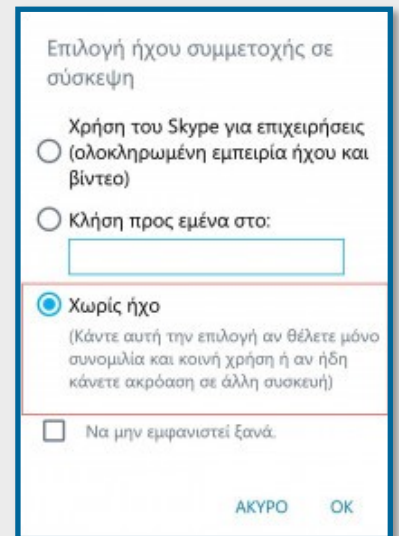 Επιλογή ήχου συμμετοχής σε
σύσκεψη
Χρήση του Skype για επιχειρήσεις
(ολοκληρωμένη εμπειρία ήχου και
βίντεο)
Κλήση προς εμένα στο:
Χωρίς ήχο
(Κάντε αυτή την επιλογή αν θέλετε μόνο
συνομιλία και κοινή χρήση ή αν ήδη
κάνετε ακρόαση σε άλλη συσκευή)
Να μην εμφανιστεί ξανά.
ΑΚΥΡΟ OK